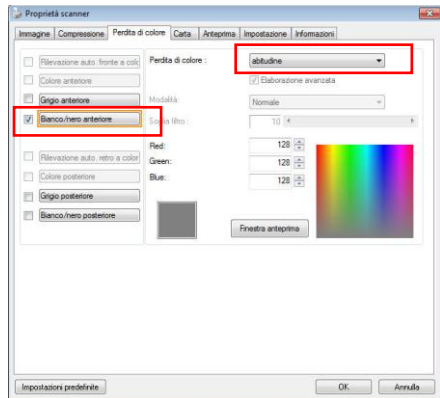 Proprietà scanner
Immagine Compressione Perdita di colore Carta Anteprima Impostazione Informazioni
Rilevazione auto. fronte a colo
Colore anteriore
Grigio anteriore
Bianco/nero anteriore
Rilevazione auto. retro a color
Colore posteriore
Grigio posteriore
Bianco/nero posteriore
Perdita di colore : abitudine
Elaborazione avanzata
Modalità: Normale
Soglia filtro: 10
Red: 128
Green: 128
Blue: 128
Finestra anteprima
Impostazioni predefinite OK Annulla